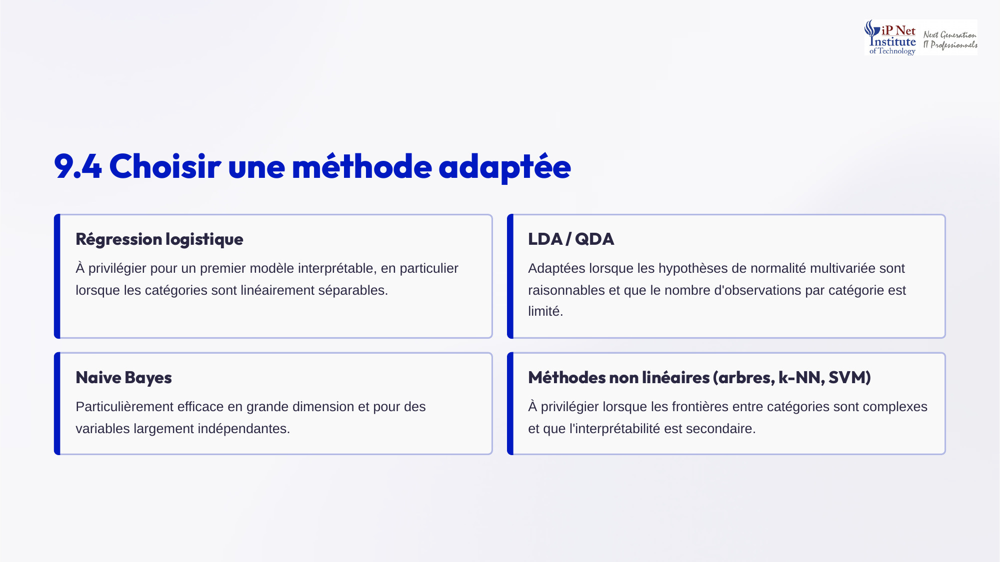 iP Net
Institute
of Technology
Next Generation
IT Professionnels
9.4 Choisir une méthode adaptée
Régression logistique
À privilégier pour un premier modèle interprétable, en particulier
lorsque les catégories sont linéairement séparables.
LDA / QDA
Adaptées lorsque les hypothèses de normalité multivariée sont
raisonnables et que le nombre d'observations par catégorie est
limité.
Naive Bayes
Particulièrement efficace en grande dimension et pour des
variables largement indépendantes.
Méthodes non linéaires (arbres, k-NN, SVM)
À privilégier lorsque les frontières entre catégories sont complexes
et que l'interprétabilité est secondaire.